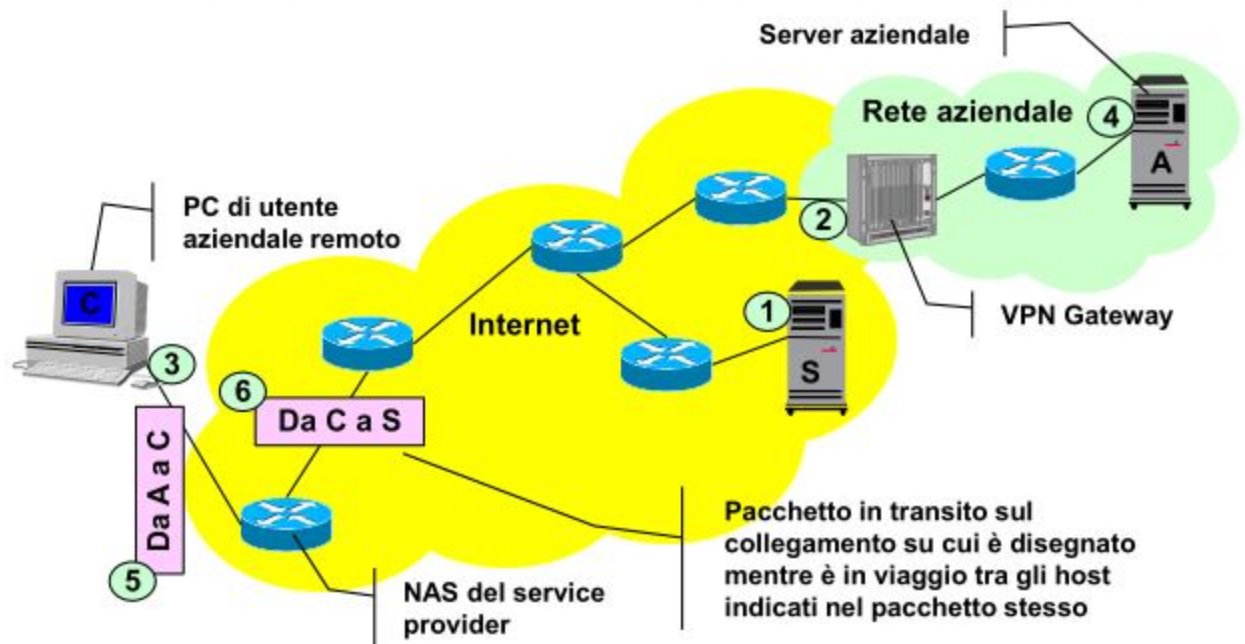 Server aziendale
Rete aziendale
4
A
PC di utente
aziendale remoto
2
C
Internet
1
VPN Gateway
S
3
6
Da C a S
Da A a C
5
Pacchetto in transito sul
collegamento su cui è disegnato
mentre è in viaggio tra gli host
indicati nel pacchetto stesso
NAS del service
provider